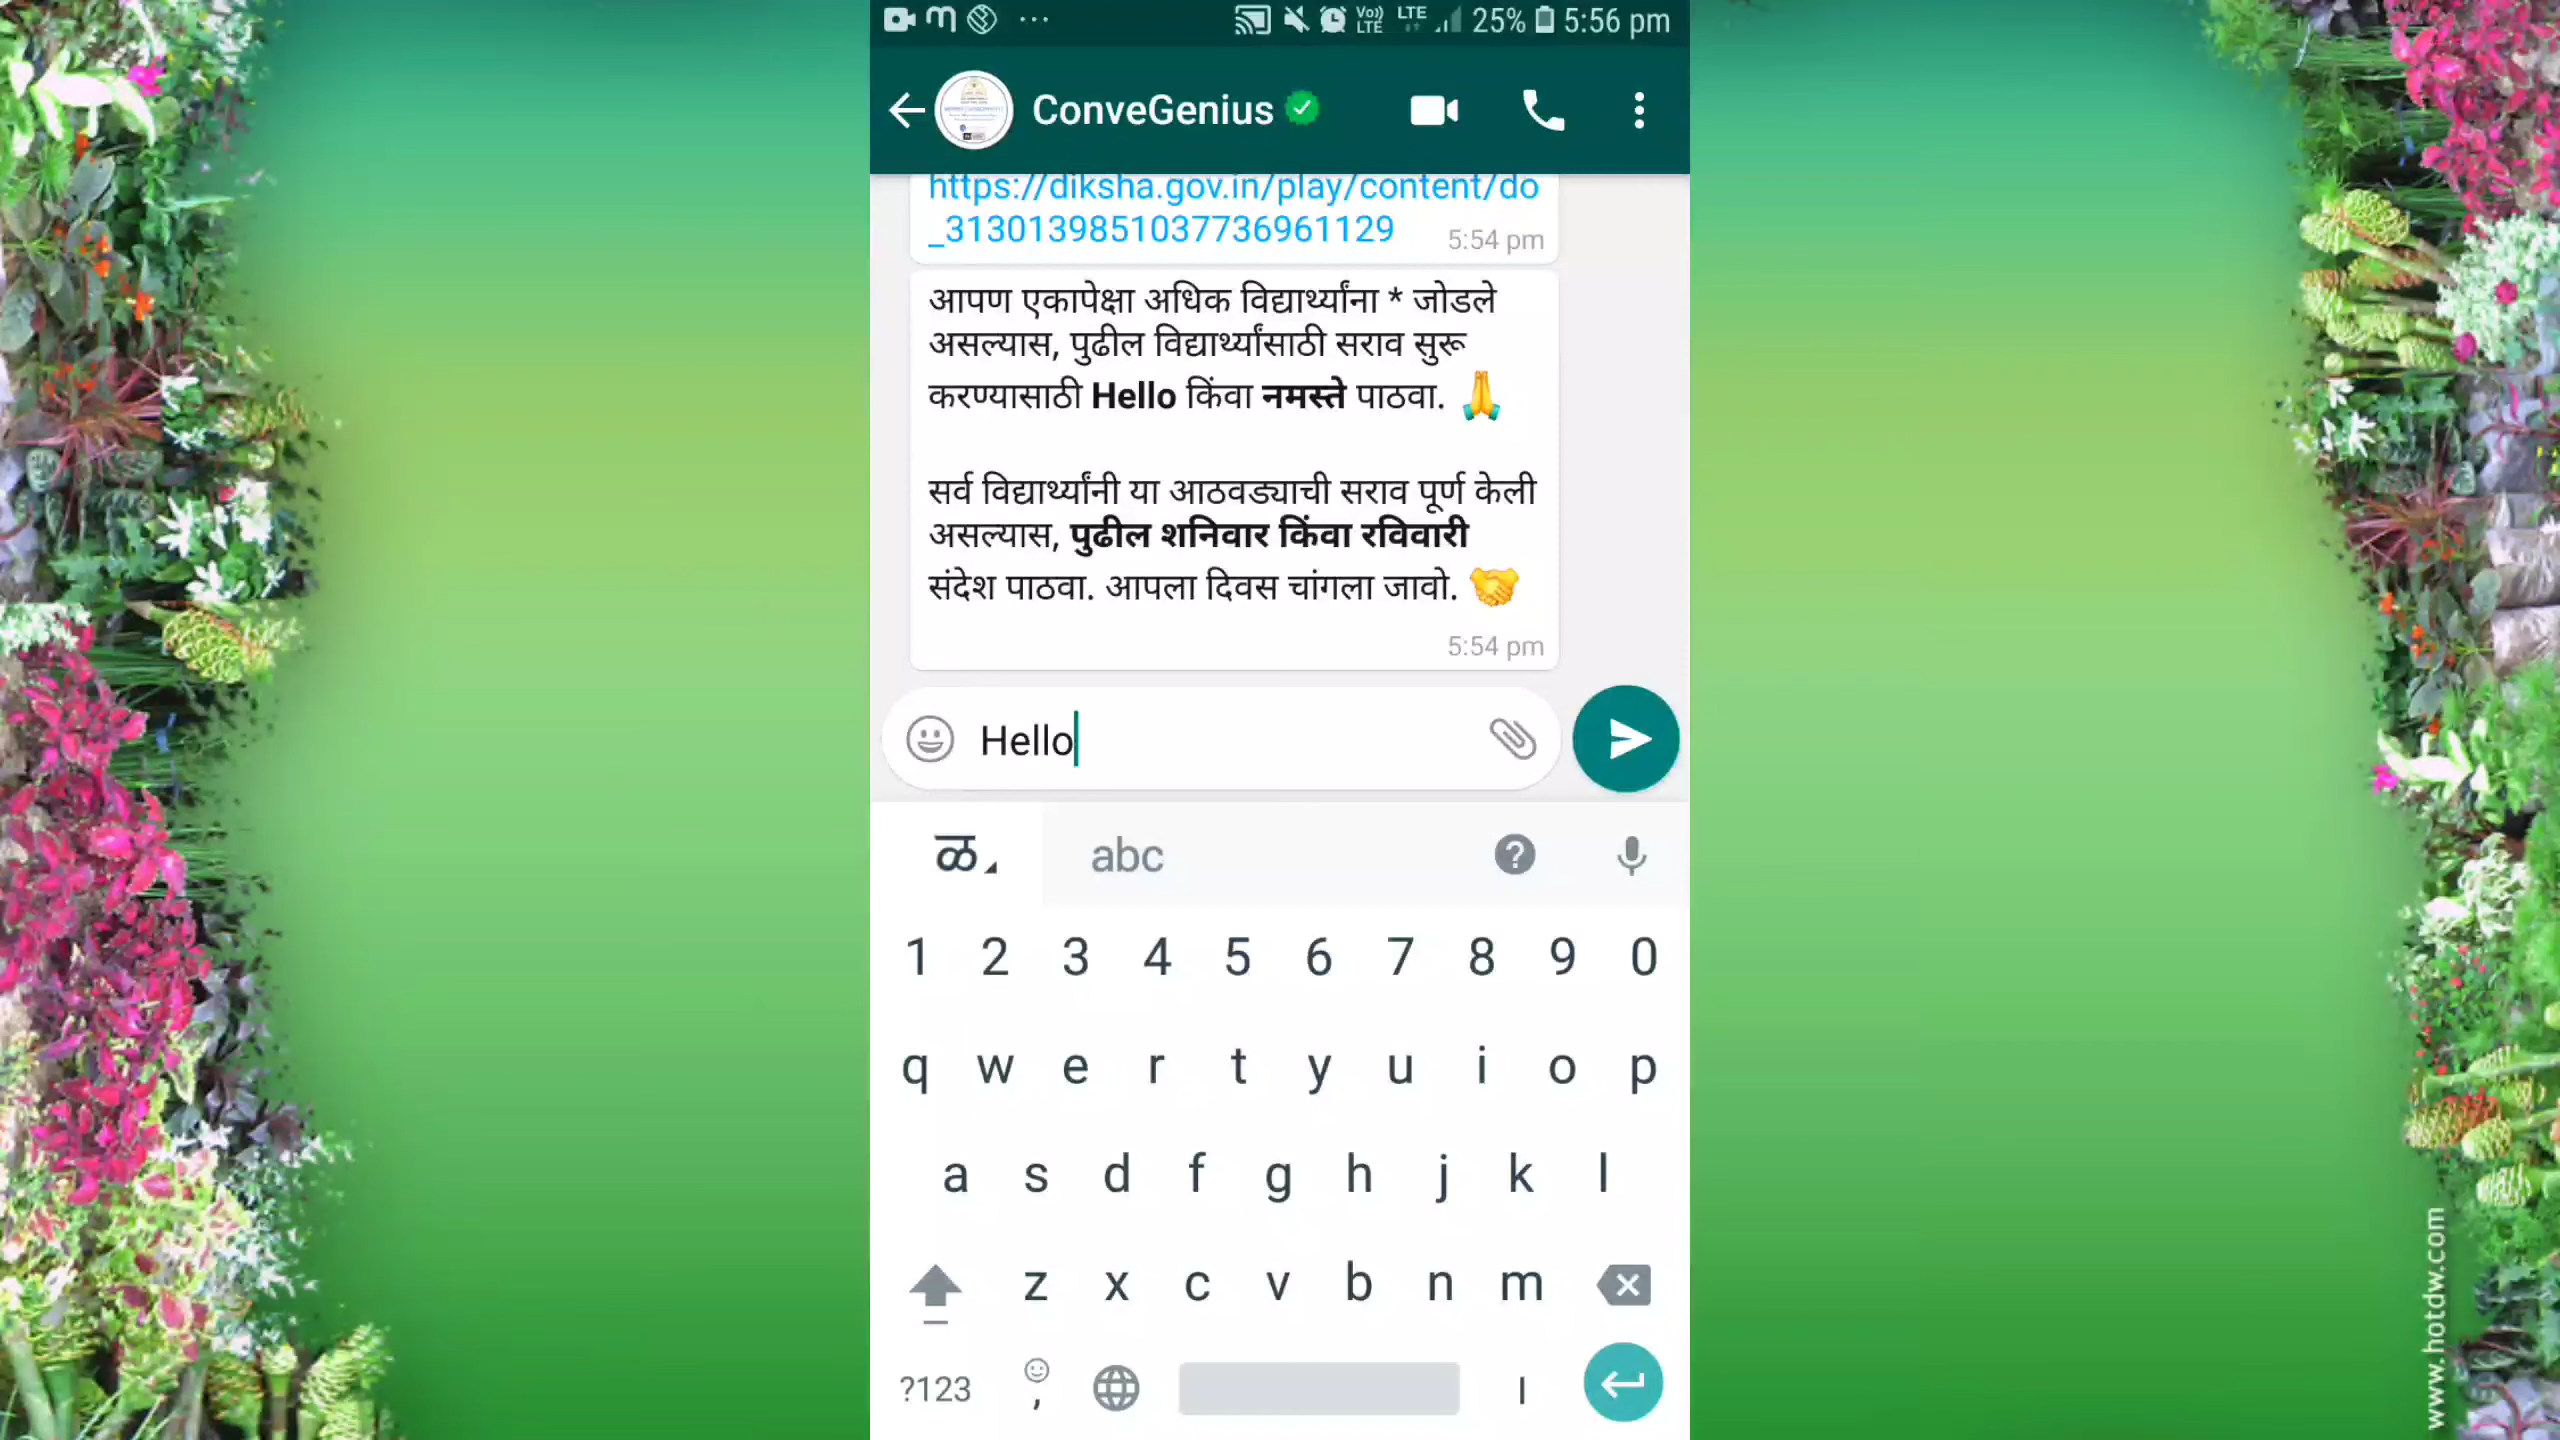 25% 5:56 pm
ConveGenius
https://diksha.gov.in/play/content/do
_31301398510377369​61129 5:54 pm
आपण एकापेक्षा अधिक विद्यार्थ्यांना * जोडले
असल्यास, पुढील विद्यार्थ्यांसाठी सराव सुरू
करण्यासाठी Hello किंवा नमस्ते पाठवा. 🙏
सर्व विद्यार्थ्यांनी या आठवड्याची सराव पूर्ण केली
असल्यास, पुढील शनिवार किंवा रविवारी
संदेश पाठवा. आपला दिवस चांगला जावो. 🤝
5:54 pm
Hello
ळ abc
1 2 3 4 5 6 7 8 9 0
q w e r t y u i o p
a s d f g h j k l
z x c v b n m
?123 , |
www.hotdw.com